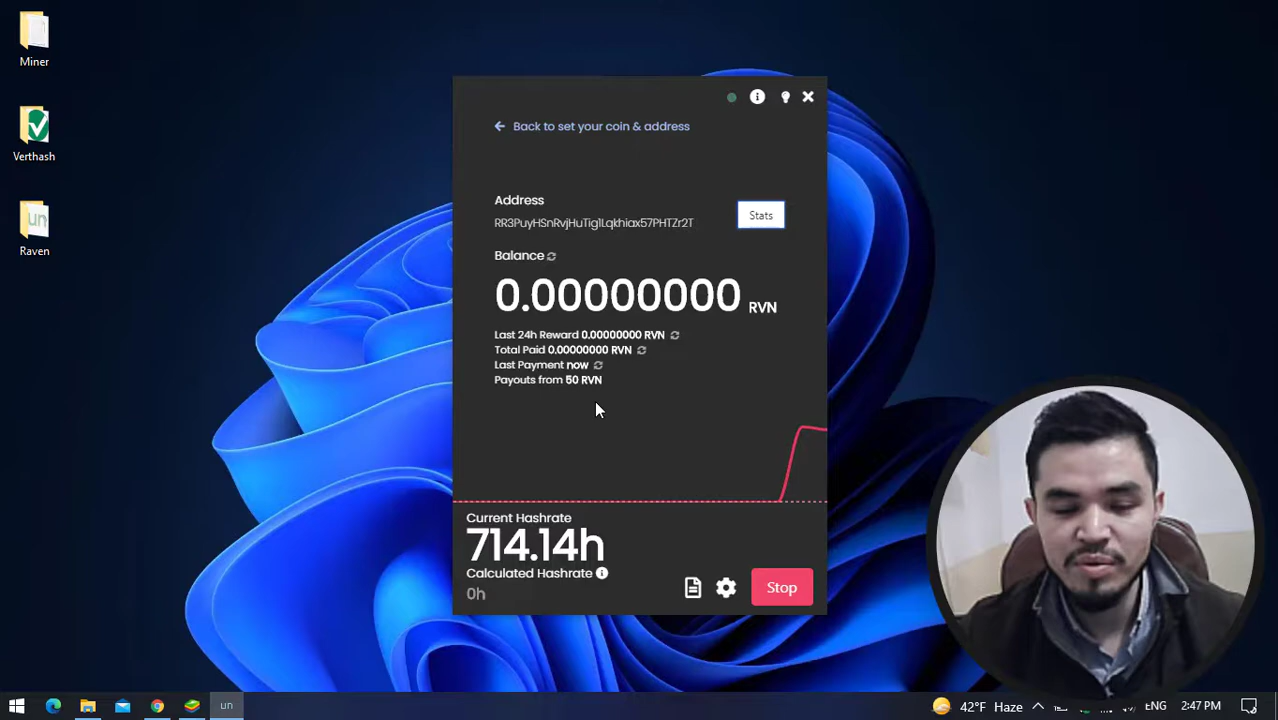 Miner
Verthash
un
Raven
Back to set your coin & address
Address
Stats
Balance
0.00000000 RVN
Last 24h Reward 0.00000000 RVN
Total Paid 0.00000000 RVN
Last Payment now
Payouts from 50 RVN
Current Hashrate
714.14h
Calculated Hashrate
0h
Stop
un
42°F Haze
ENG
2:47 PM